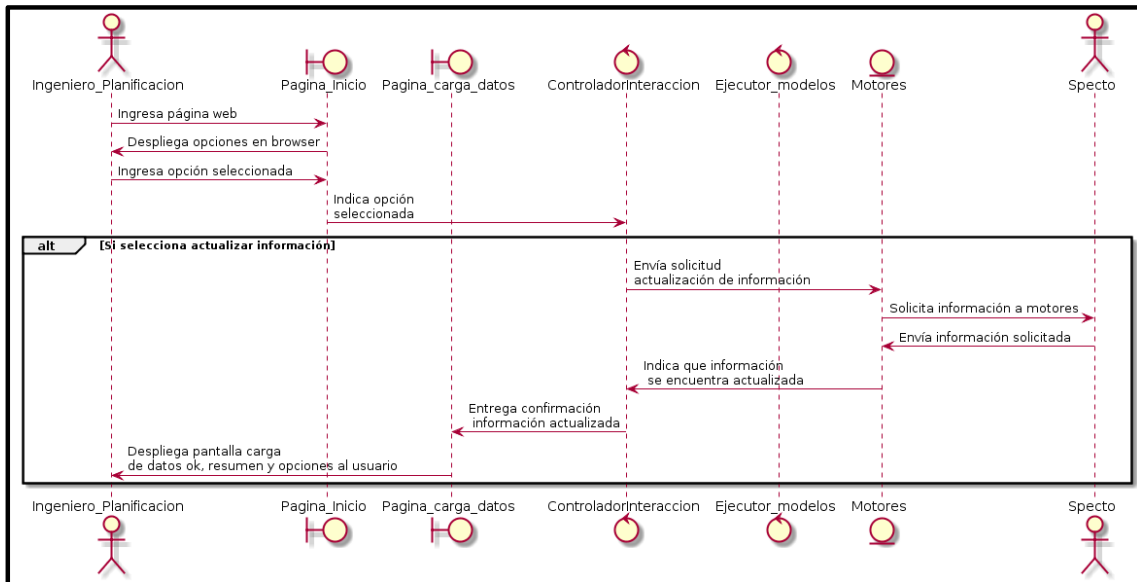 Ingeniero_Planificacion Pagina_Inicio Pagina_carga_datos ControladorInteraccion Ejecutor_modelos Motores Specto
Ingresa página web
Despliega opciones en browser
Ingresa opción seleccionada
Indica opción
seleccionada
alt [Si selecciona actualizar información]
Envía solicitud
actualización de información
Solicita información a motores
Envía información solicitada
Indica que información
se encuentra actualizada
Entrega confirmación
información actualizada
Despliega pantalla carga
de datos ok, resumen y opciones al usuario
Ingeniero_Planificacion Pagina_Inicio Pagina_carga_datos ControladorInteraccion Ejecutor_modelos Motores Specto